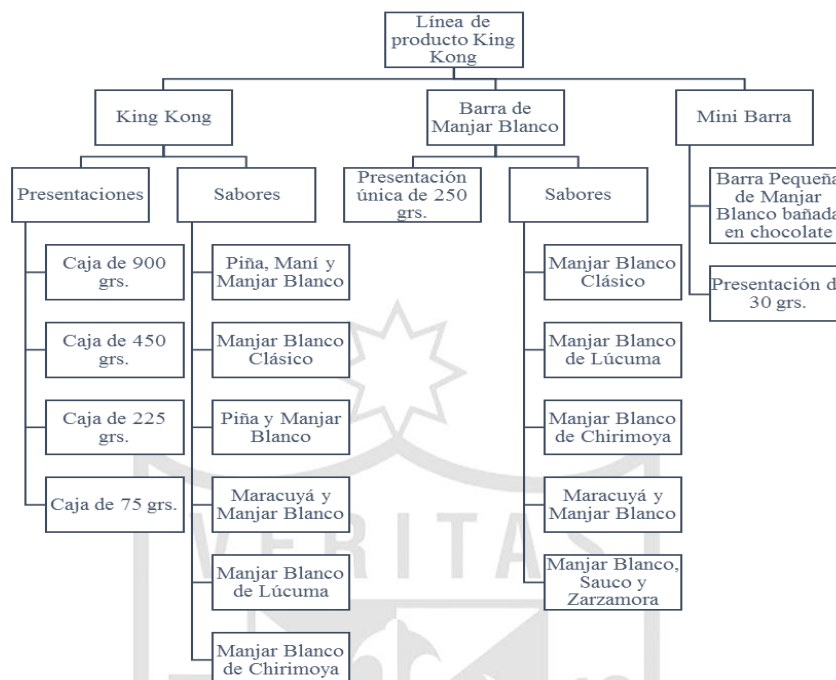 Línea de
producto King
Kong
King Kong
Barra de
Manjar Blanco
Mini Barra
Presentaciones
Sabores
Presentación
única de 250
grs.
Sabores
Barra Pequeña
de Manjar
Blanco bañada
en chocolate
Caja de 900
grs.
Piña, Maní y
Manjar Blanco
Manjar Blanco
Clásico
Presentación d
30 grs.
Caja de 450
grs.
Manjar Blanco
Clásico
Manjar Blanco
de Lúcuma
Caja de 225
grs.
Piña y Manjar
Blanco
Manjar Blanco
de Chirimoya
Caja de 75 grs.
Maracuyá y
Manjar Blanco
Maracuyá y
Manjar Blanco
Manjar Blanco
de Lúcuma
Manjar Blanco,
Sauco y
Zarzamora
Manjar Blanco
de Chirimoya
VERITAS